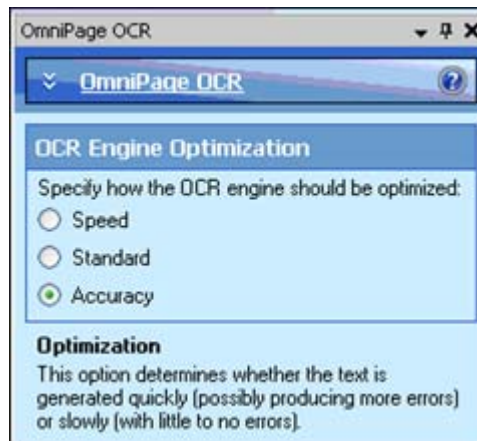 OmniPage OCR
OmniPage OCR
OCR Engine Optimization
Specify how the OCR engine should be optimized:
Speed
Standard
Accuracy
Optimization
This option determines whether the text is
generated quickly (possibly producing more errors)
or slowly (with little to no errors).